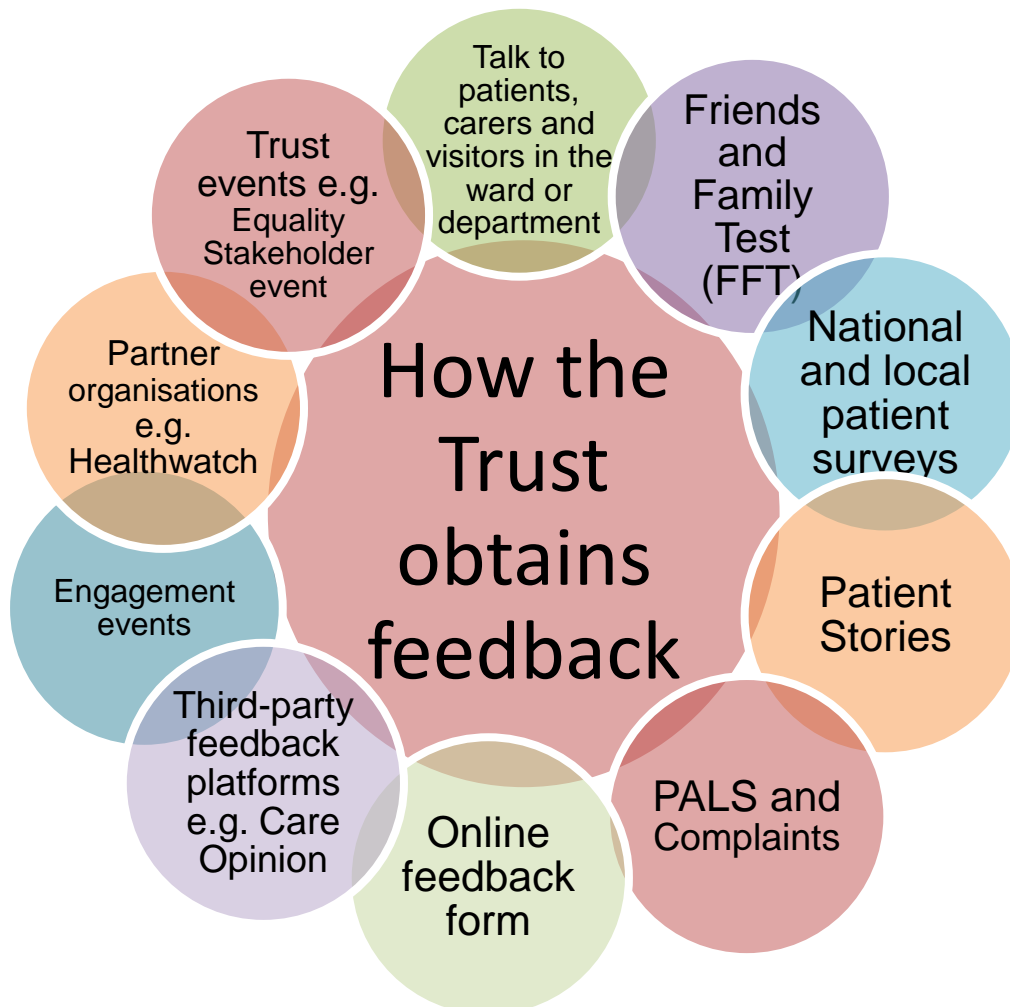 How the
Trust
obtains
feedback
Talk to
patients,
carers and
visitors in the
ward or
department
Friends
and
Family
Test
(FFT)
National
and local
patient
surveys
Patient
Stories
PALS and
Complaints
Online
feedback
form
Third-party
feedback
platforms
e.g. Care
Opinion
Engagement
events
Partner
organisations
e.g.
Healthwatch
Trust
events e.g.
Equality
Stakeholder
event